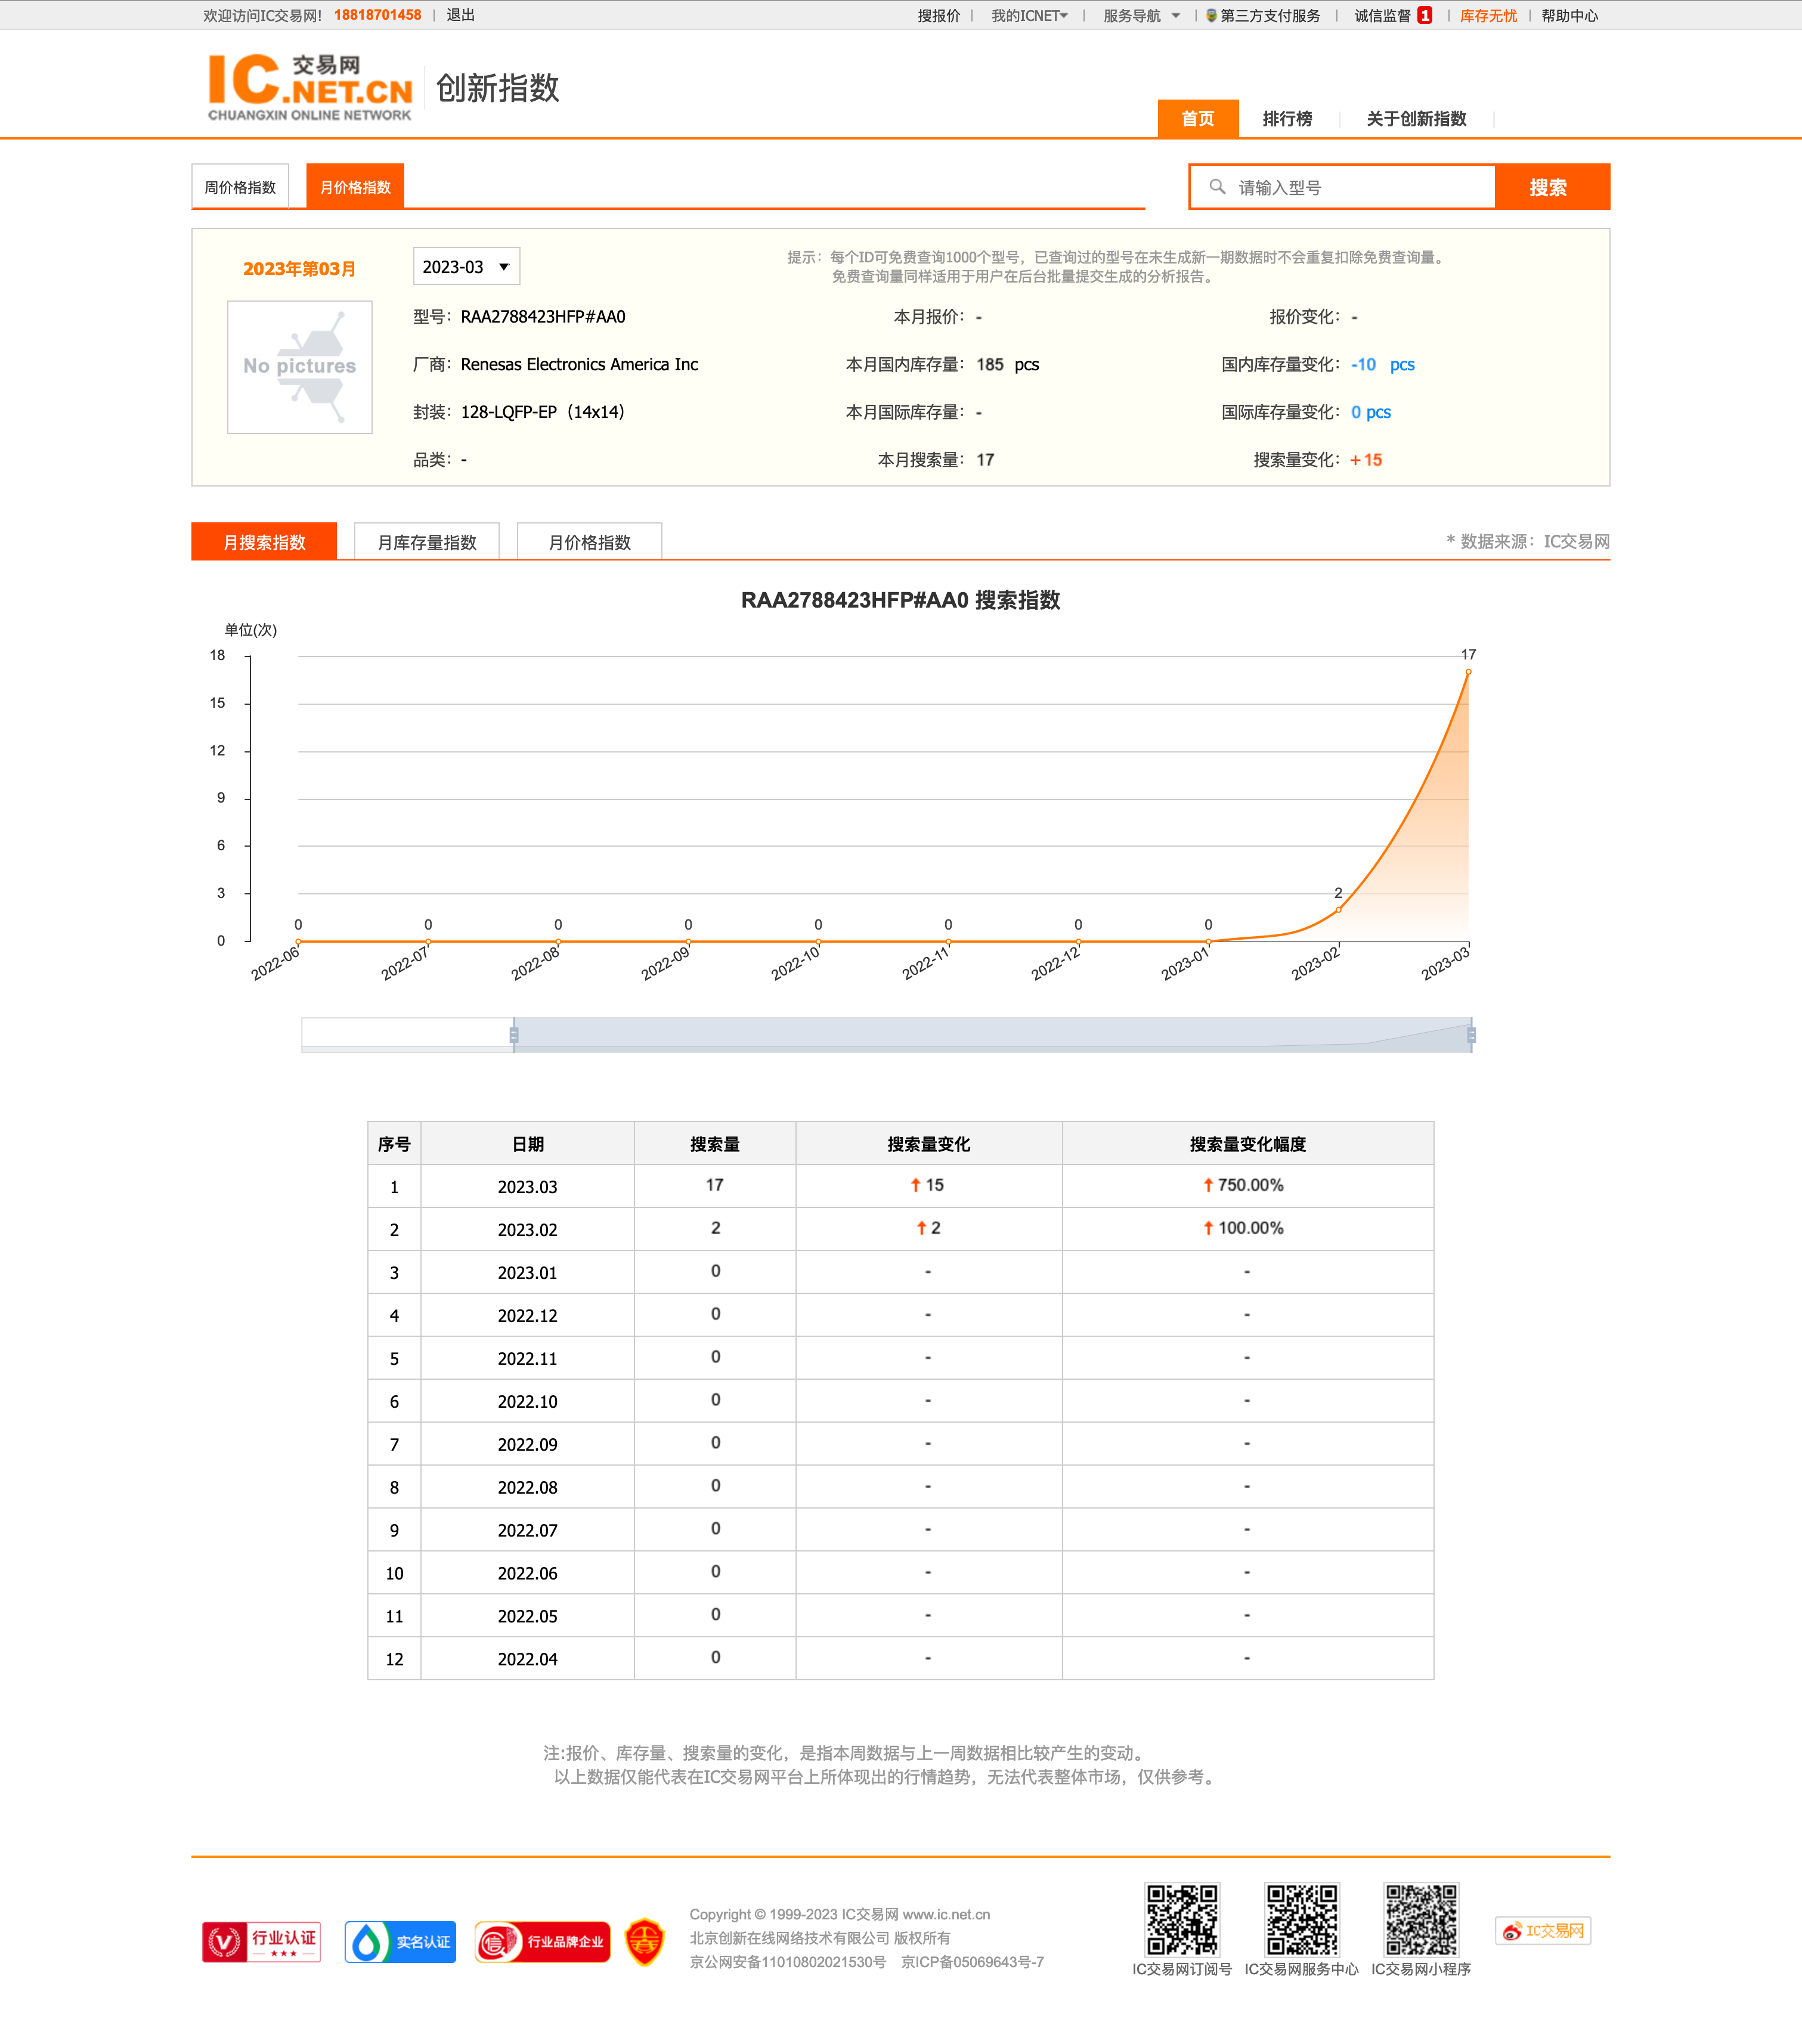 欢迎访问IC交易网! 18818701458 | 退出
搜报价 | 我的ICNET | 服务导航 | 第三方支付服务 | 诚信监督 1 | 库存无忧 | 帮助中心
IC交易网.NET.CN
CHUANGXIN ONLINE NETWORK
创新指数
首页 排行榜 关于创新指数
周价格指数 月价格指数
请输入型号 搜索
2023年第03月 2023-03
提示：每个ID可免费查询1000个型号，已查询过的型号在未生成新一期数据时不会重复扣除免费查询量。
免费查询量同样适用于用户在后台批量提交生成的分析报告。
No pictures
型号：RAA2788423HFP#AA0 本月报价：- 报价变化：-
厂商：Renesas Electronics America Inc 本月国内库存量：185 pcs 国内库存量变化：-10 pcs
封装：128-LQFP-EP（14x14） 本月国际库存量：- 国际库存量变化：0 pcs
品类：- 本月搜索量：17 搜索量变化：+15
月搜索指数 月库存量指数 月价格指数 * 数据来源：IC交易网
RAA2788423HFP#AA0 搜索指数
单位(次)
18
17
15
12
9
6
3
2
0
0 0 0 0 0 0 0 0
2022-06 2022-07 2022-08 2022-09 2022-10 2022-11 2022-12 2023-01 2023-02 2023-03
序号 日期 搜索量 搜索量变化 搜索量变化幅度
1 2023.03 17 ↑15 ↑750.00%
2 2023.02 2 ↑2 ↑100.00%
3 2023.01 0 - -
4 2022.12 0 - -
5 2022.11 0 - -
6 2022.10 0 - -
7 2022.09 0 - -
8 2022.08 0 - -
9 2022.07 0 - -
10 2022.06 0 - -
11 2022.05 0 - -
12 2022.04 0 - -
注:报价、库存量、搜索量的变化，是指本周数据与上一周数据相比较产生的变动。
以上数据仅能代表在IC交易网平台上所体现出的行情趋势，无法代表整体市场，仅供参考。
行业认证
实名认证
信 行业品牌企业
Copyright © 1999-2023 IC交易网 www.ic.net.cn
北京创新在线网络技术有限公司 版权所有
京公网安备11010802021530号 京ICP备05069643号-7
IC交易网订阅号 IC交易网服务中心 IC交易网小程序
IC交易网